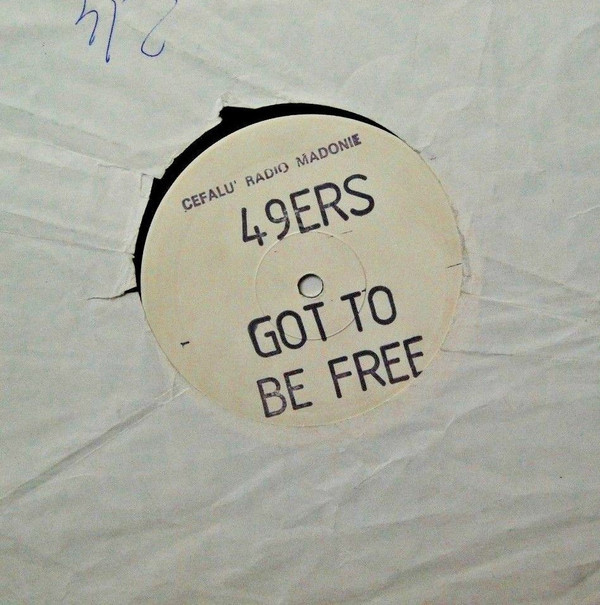 CEFALU' RADIO MADONIE
49ERS
GOT TO
BE FREE